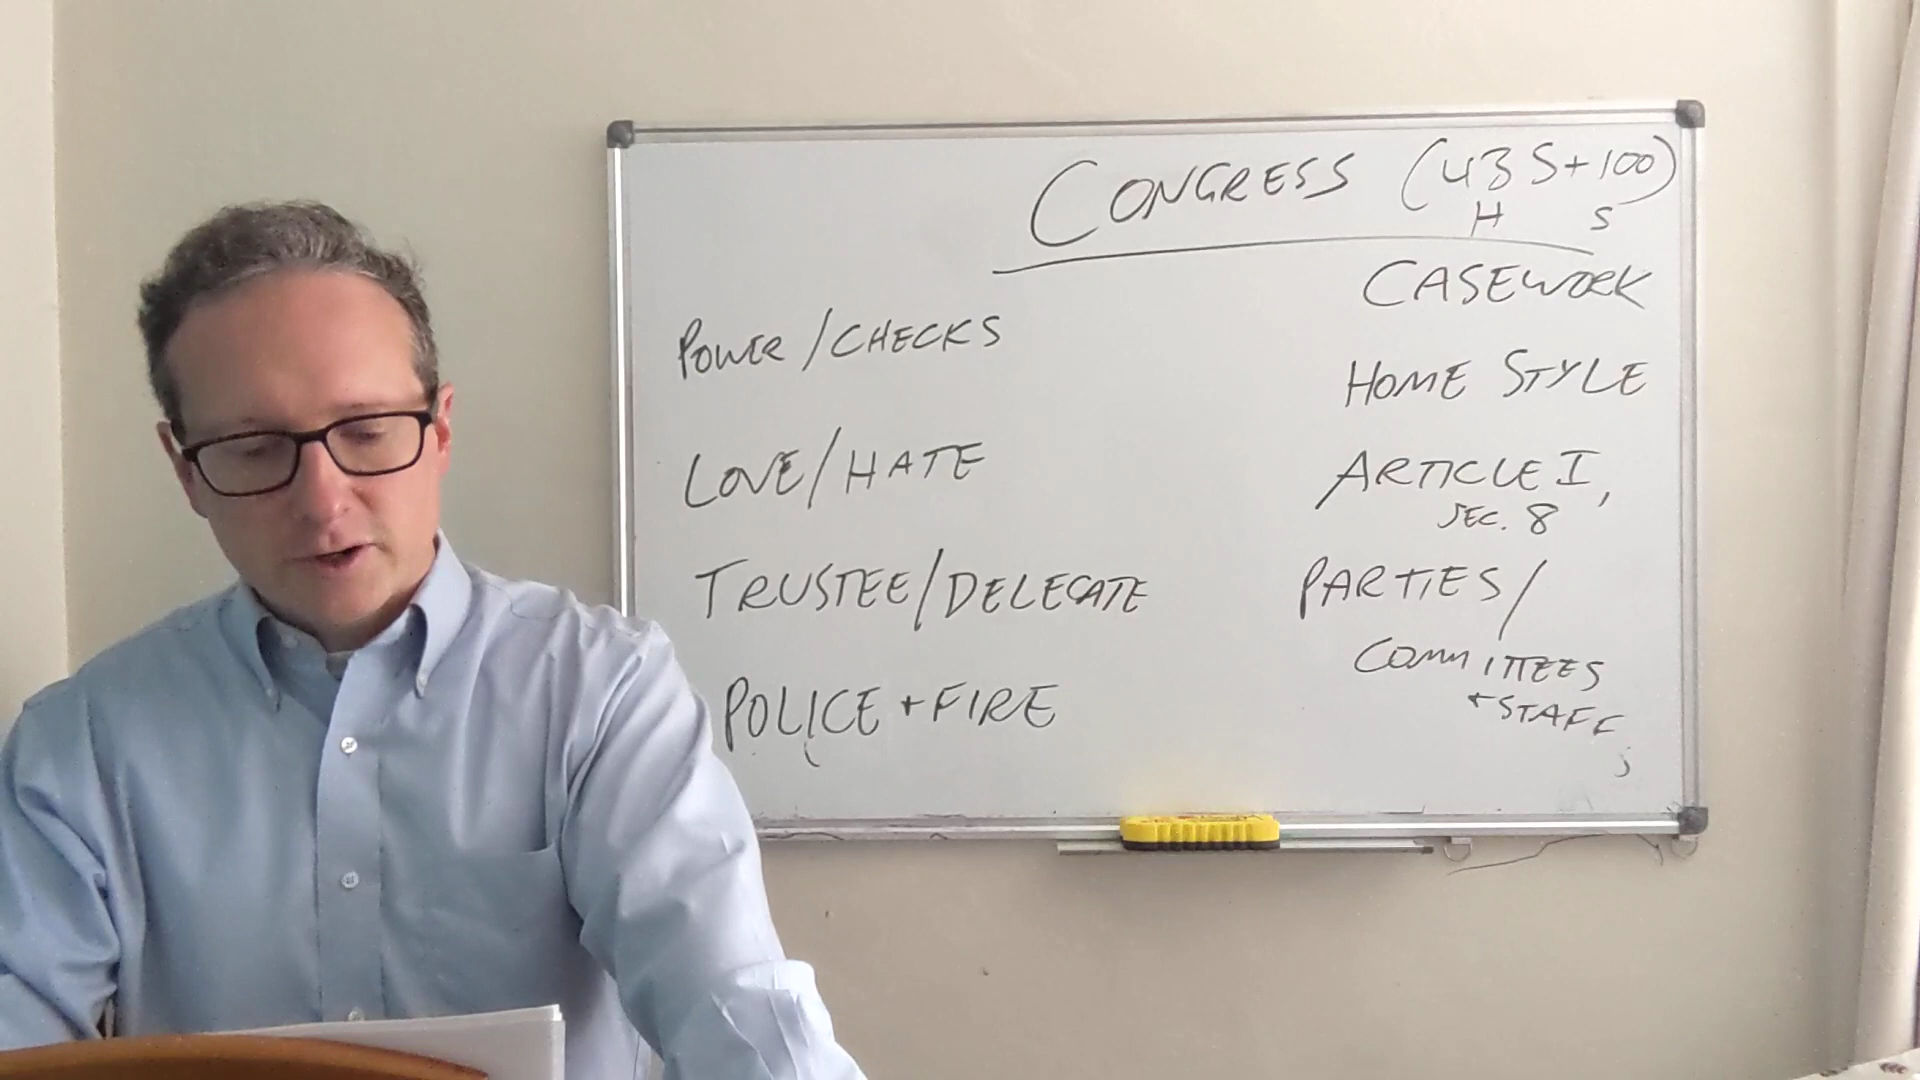 CONGRESS (435+100)
H S
CASEWORK
POWER/CHECKS
HOME STYLE
LOVE/HATE
ARTICLE I,
SEC. 8
TRUSTEE/DELEGATE
PARTIES/
COMMITTEES
+STAFF
POLICE+FIRE